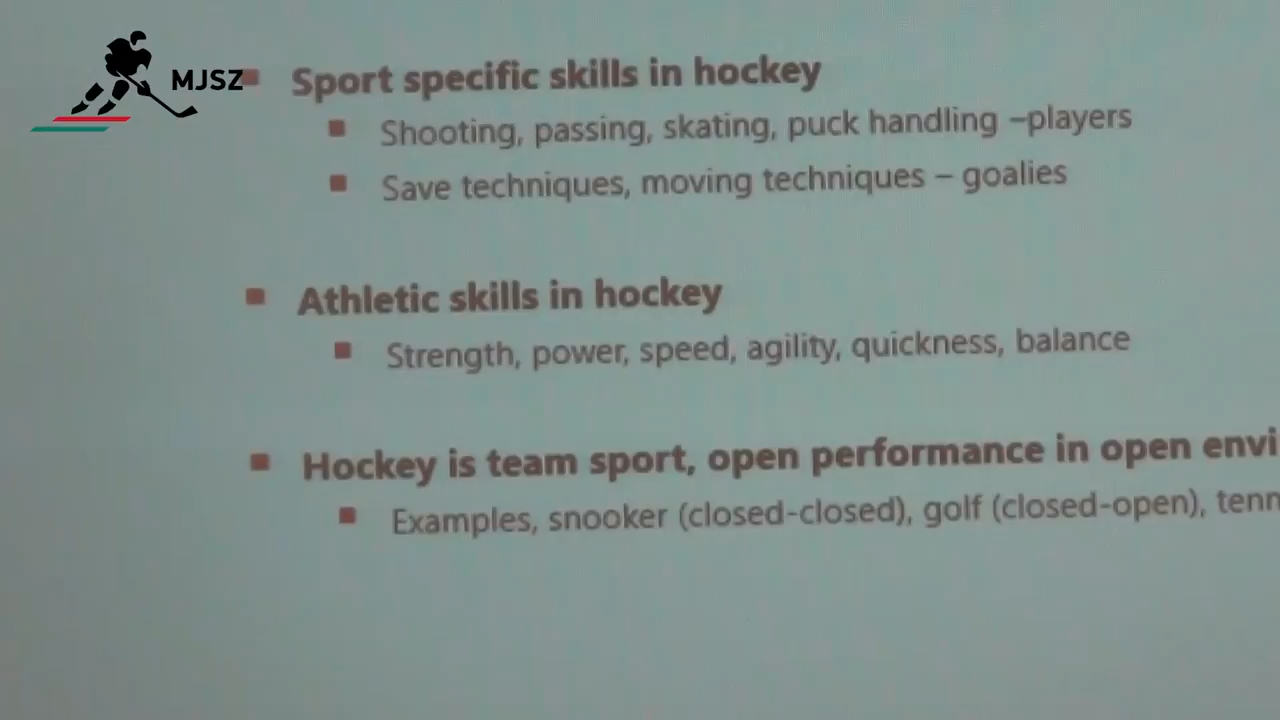 MJSZ
Sport specific skills in hockey
Shooting, passing, skating, puck handling –players
Save techniques, moving techniques – goalies
Athletic skills in hockey
Strength, power, speed, agility, quickness, balance
Hockey is team sport, open performance in open
Examples, snooker (closed-closed), golf (closed-open),